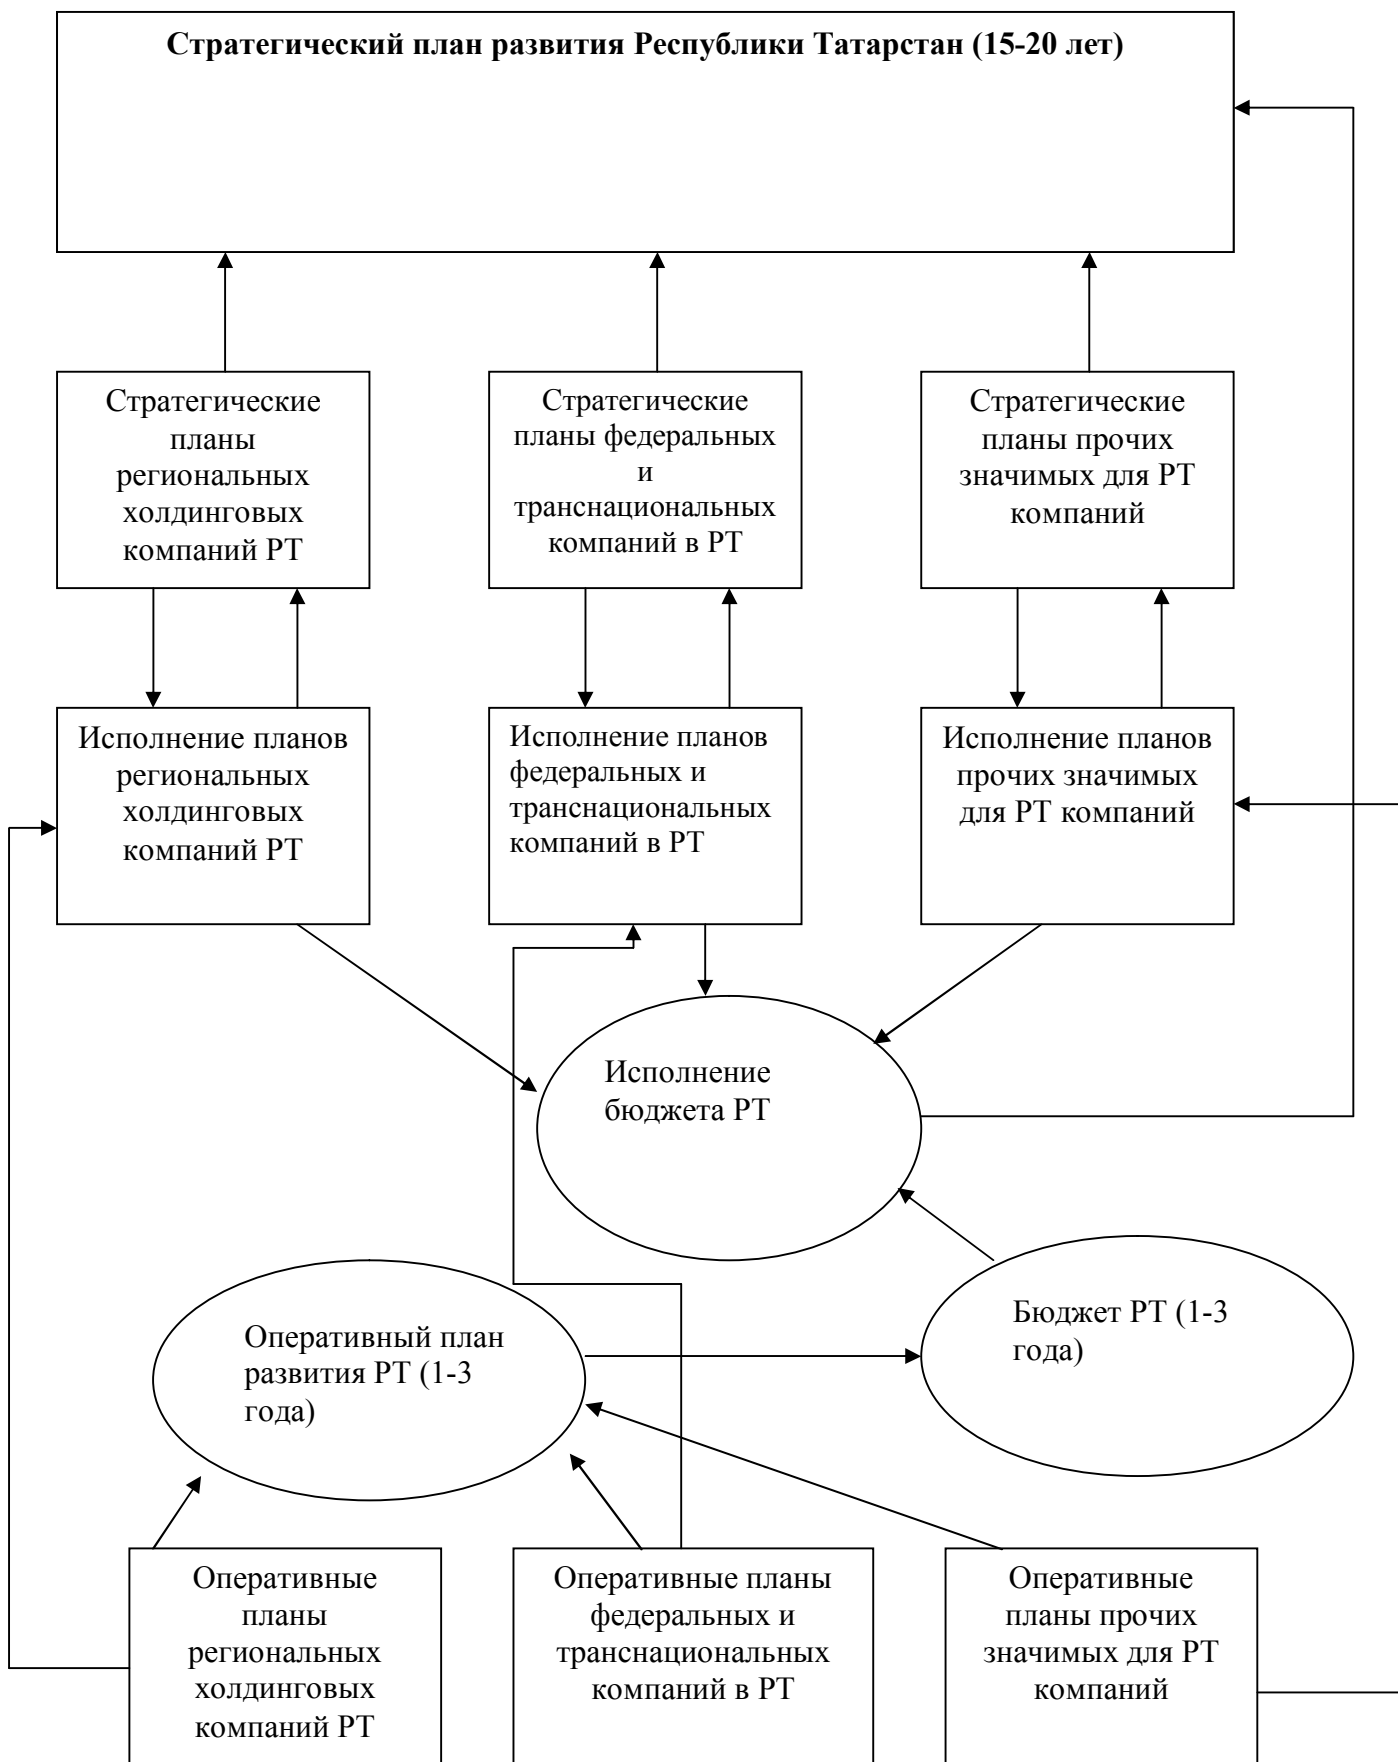 Стратегический план развития Республики Татарстан (15-20 лет)
Стратегические
планы
региональных
холдинговых
компаний РТ
Стратегические
планы федеральных
и
транснациональных
компаний в РТ
Стратегические
планы прочих
значимых для РТ
компаний
Исполнение планов
региональных
холдинговых
компаний РТ
Исполнение планов
федеральных и
транснациональных
компаний в РТ
Исполнение планов
прочих значимых
для РТ компаний
Исполнение
бюджета РТ
Оперативный план
развития РТ (1-3
года)
Бюджет РТ (1-3
года)
Оперативные
планы
региональных
холдинговых
компаний РТ
Оперативные планы
федеральных и
транснациональных
компаний в РТ
Оперативные
планы прочих
значимых для РТ
компаний